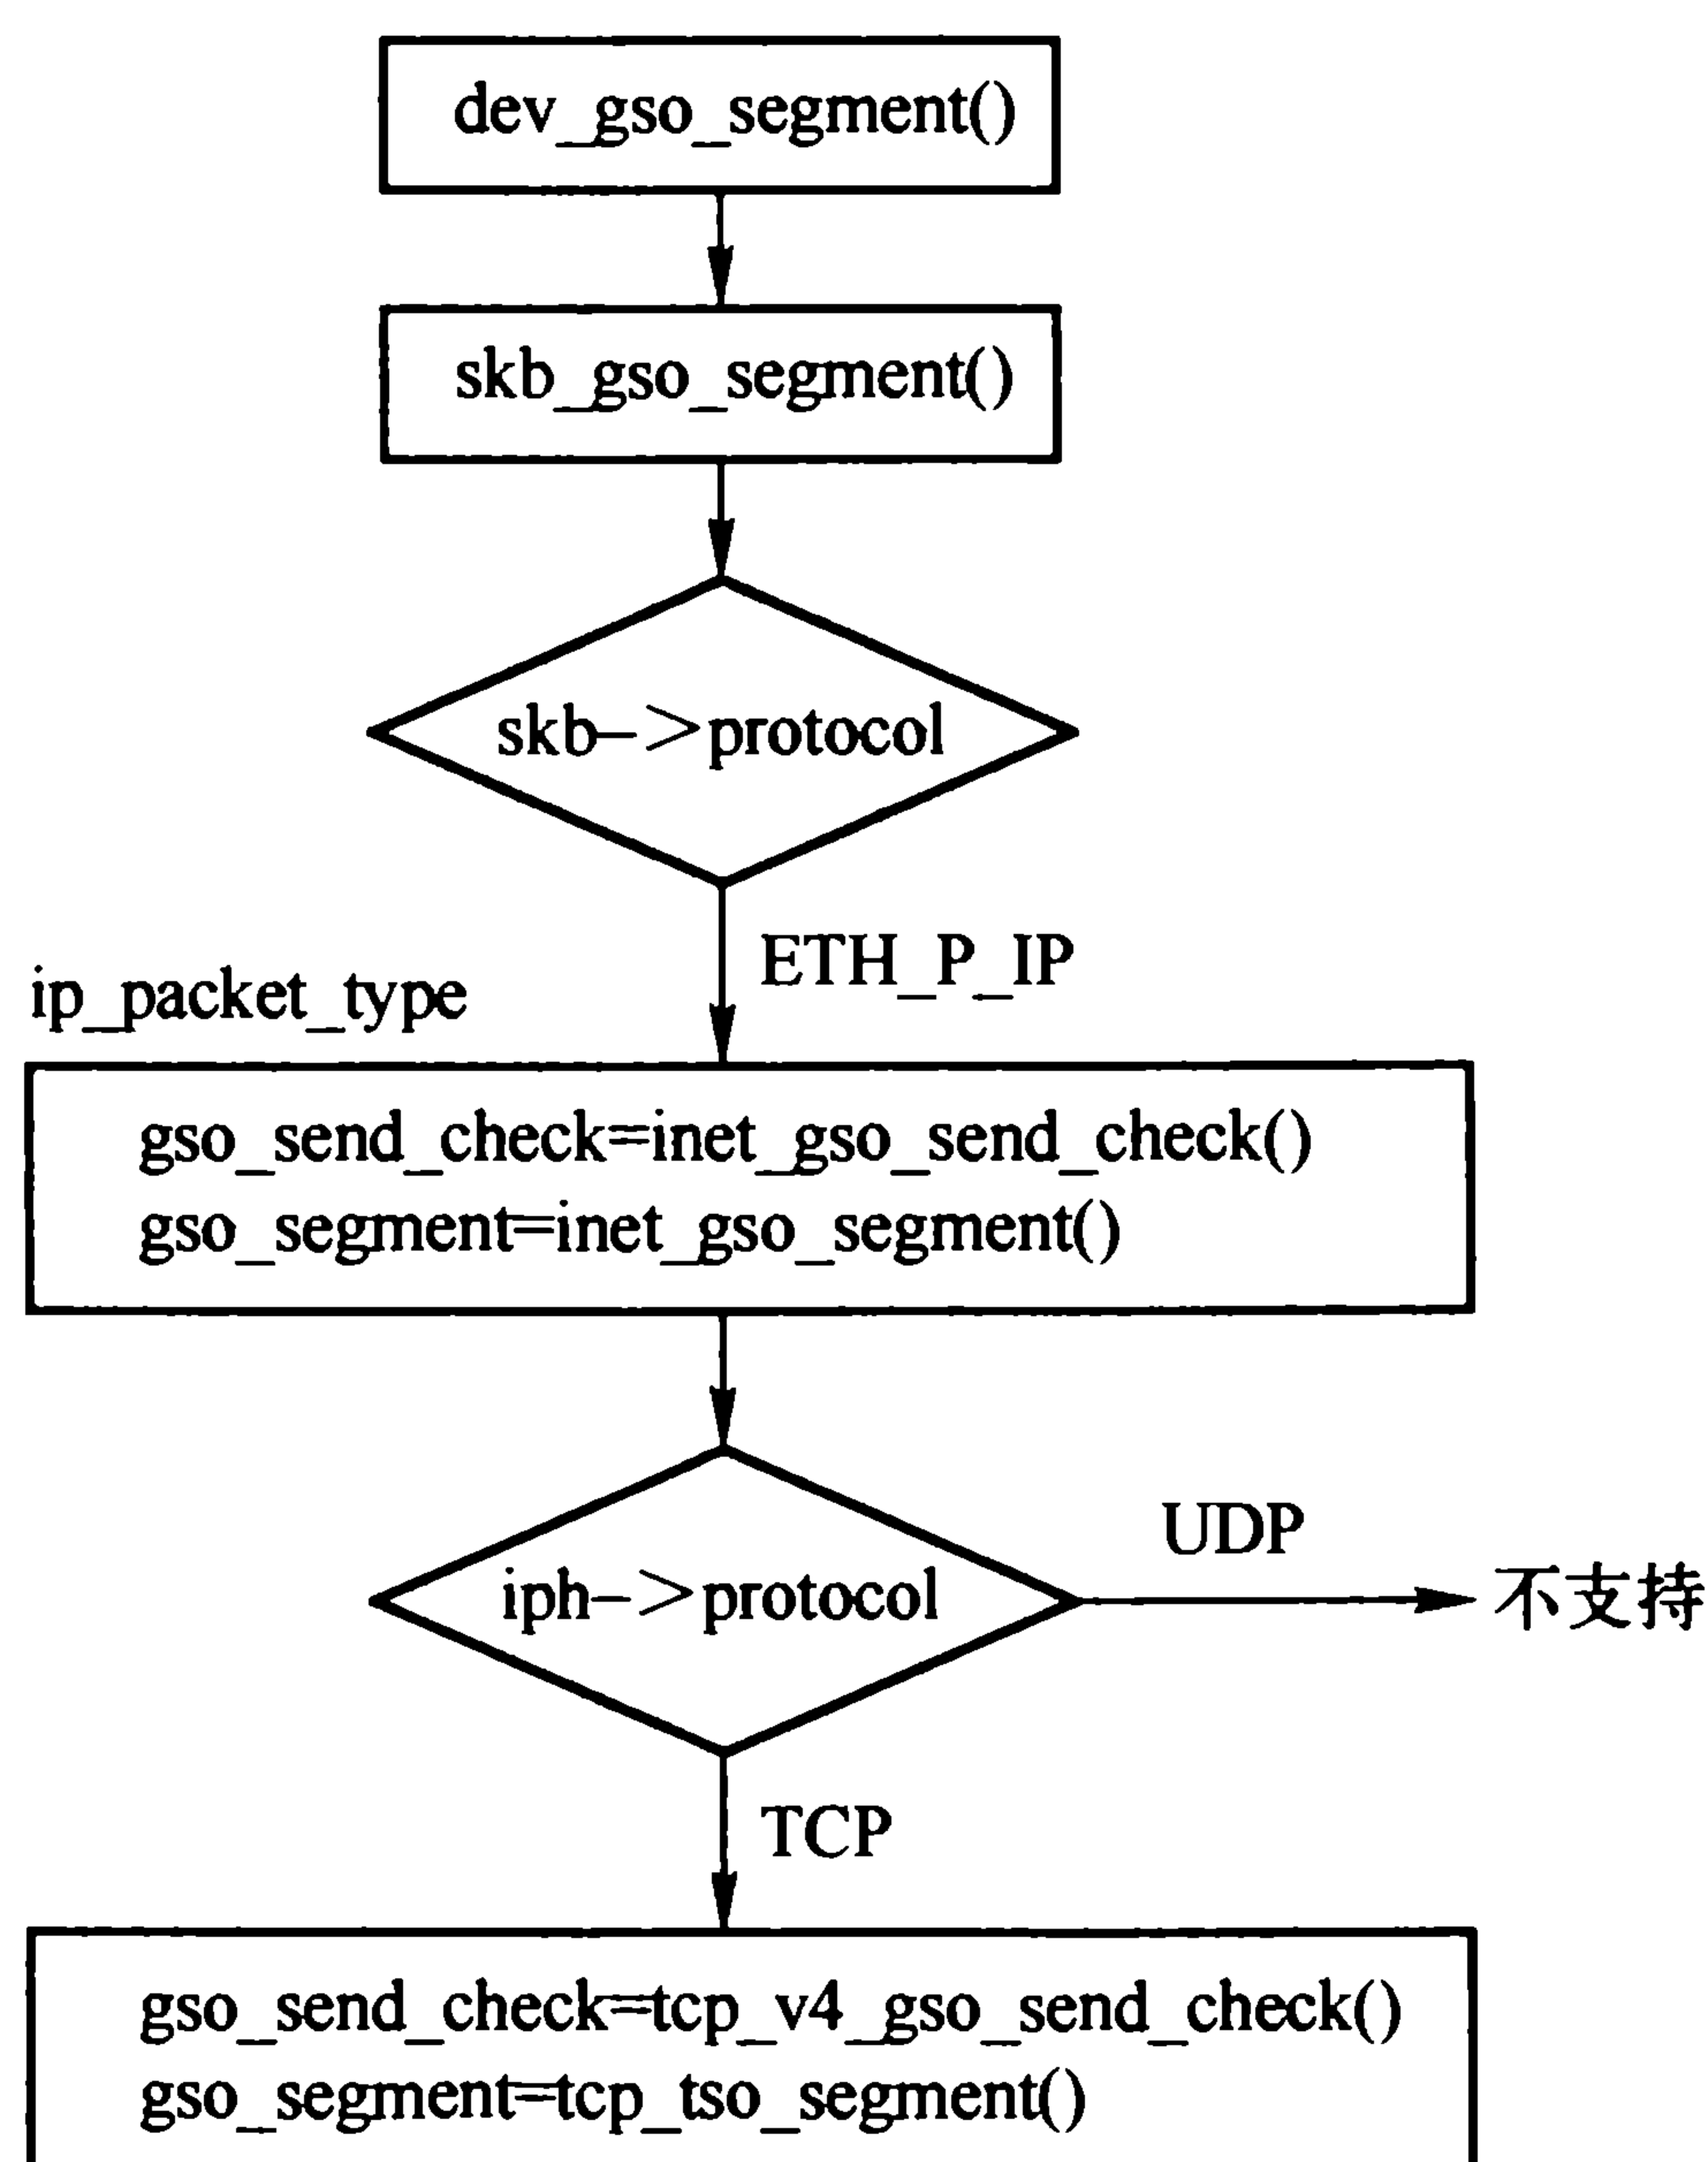 dev_gso_segment()
skb_gso_segment()
skb->protocol
ETH_P_IP
ip_packet_type
gso_send_check=inet_gso_send_check()
gso_segment=inet_gso_segment()
UDP
iph->protocol
不支持
TCP
gso_send_check=tcp_v4_gso_send_check()
gso_segment=tcp_tso_segment()